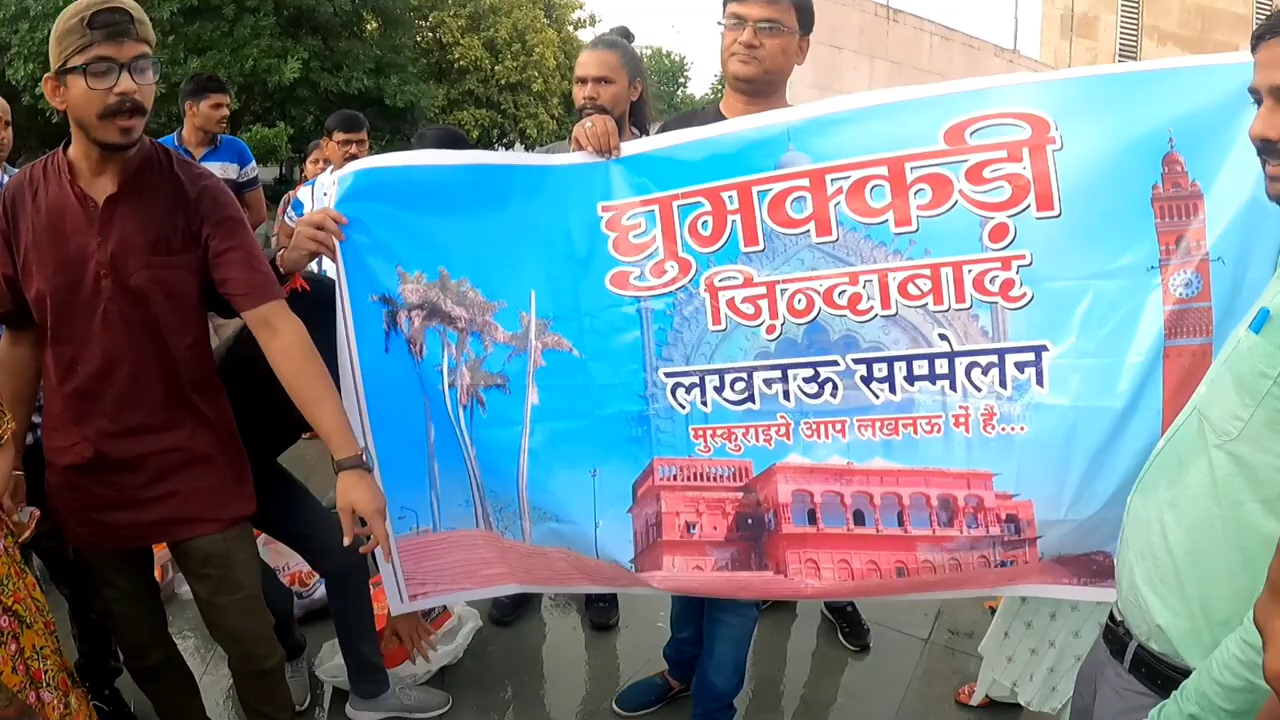 घुमक्कड़ी
ज़िन्दाबाद
लखनऊ सम्मेलन
मुस्कुराइये आप लखनऊ में हैं...